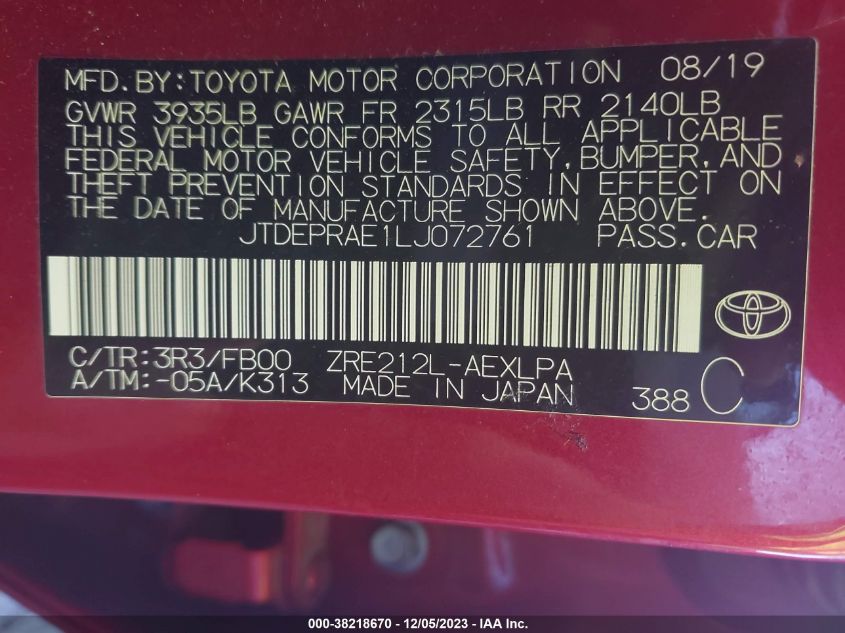 MFD. BY: TOYOTA MOTOR CORPORATION 08/19
GVWR 3935LB GAWR FR 2315LB RR 2140LB
THIS VEHICLE CONFORMS TO ALL APPLICABLE
FEDERAL MOTOR VEHICLE SAFETY, BUMPER, AND
THEFT PREVENTION STANDARDS IN EFFECT ON
THE DATE OF MANUFACTURE SHOWN ABOVE.
JTDEPRAE1LJ072761 PASS. CAR
C/TR: 3R3/FB00 ZRE212L-AEXLPA
A/TM: -05A/K313 MADE IN JAPAN 388 C
000-38218670 - 12/05/2023 - IAA Inc.